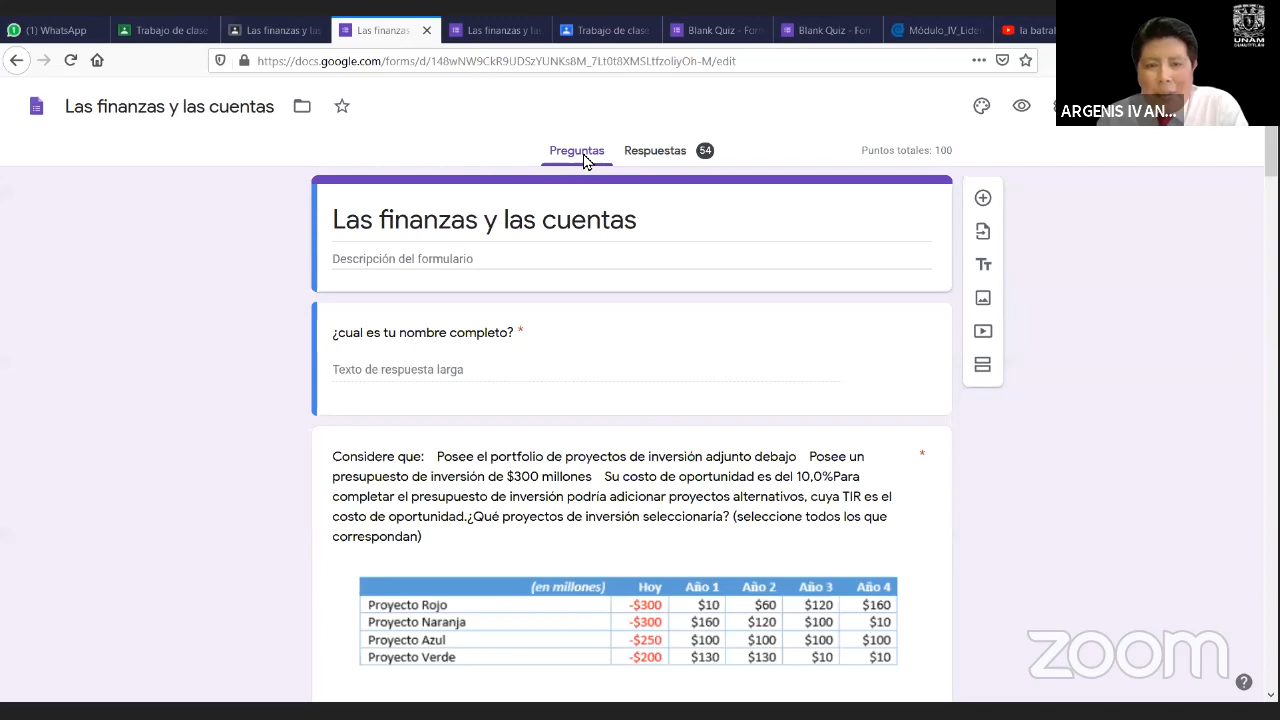 (1) WhatsApp
Trabajo de clase
Las finanzas y las
Las finanzas
Las finanzas y las
Trabajo de clase
Blank Quiz - For
Blank Quiz - For
Módulo_IV_Lide
la batral
https://docs.google.com/forms/d/148wNW9CkR9UDSzYUNKs8M_7Lt0t8XMSLtfzoIiyOh-M/edit
UNAM
CUAUTITLÁN
ARGENIS IVAN...
Las finanzas y las cuentas
Preguntas Respuestas 54 Puntos totales: 100
Las finanzas y las cuentas
Descripción del formulario
¿cual es tu nombre completo? *
Texto de respuesta larga
Considere que: Posee el portfolio de proyectos de inversión adjunto debajo Posee un *
presupuesto de inversión de $300 millones Su costo de oportunidad es del 10,0%Para
completar el presupuesto de inversión podría adicionar proyectos alternativos, cuya TIR es el
costo de oportunidad.¿Qué proyectos de inversión seleccionaría? (seleccione todos los que
correspondan)
(en millones) Hoy Año 1 Año 2 Año 3 Año 4
Proyecto Rojo -$300 $10 $60 $120 $160
Proyecto Naranja -$300 $160 $120 $100 $10
Proyecto Azul -$250 $100 $100 $100 $100
Proyecto Verde -$200 $130 $130 $10 $10
zoom